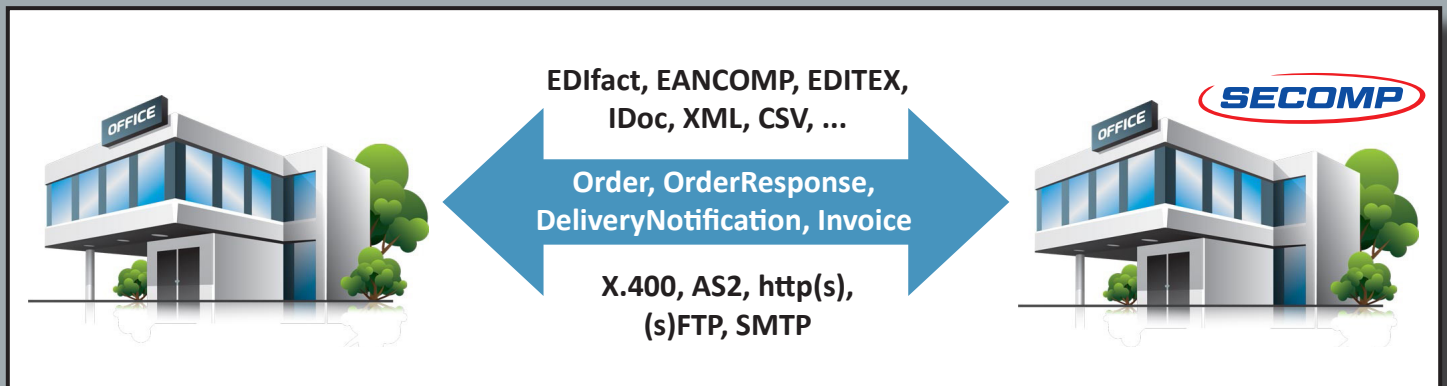 EDIfact, EANCOMP, EDITEX,
IDoc, XML, CSV, ...
SECOMP
OFFICE
OFFICE
Order, OrderResponse,
DeliveryNotification, Invoice
X.400, AS2, http(s),
(s)FTP, SMTP